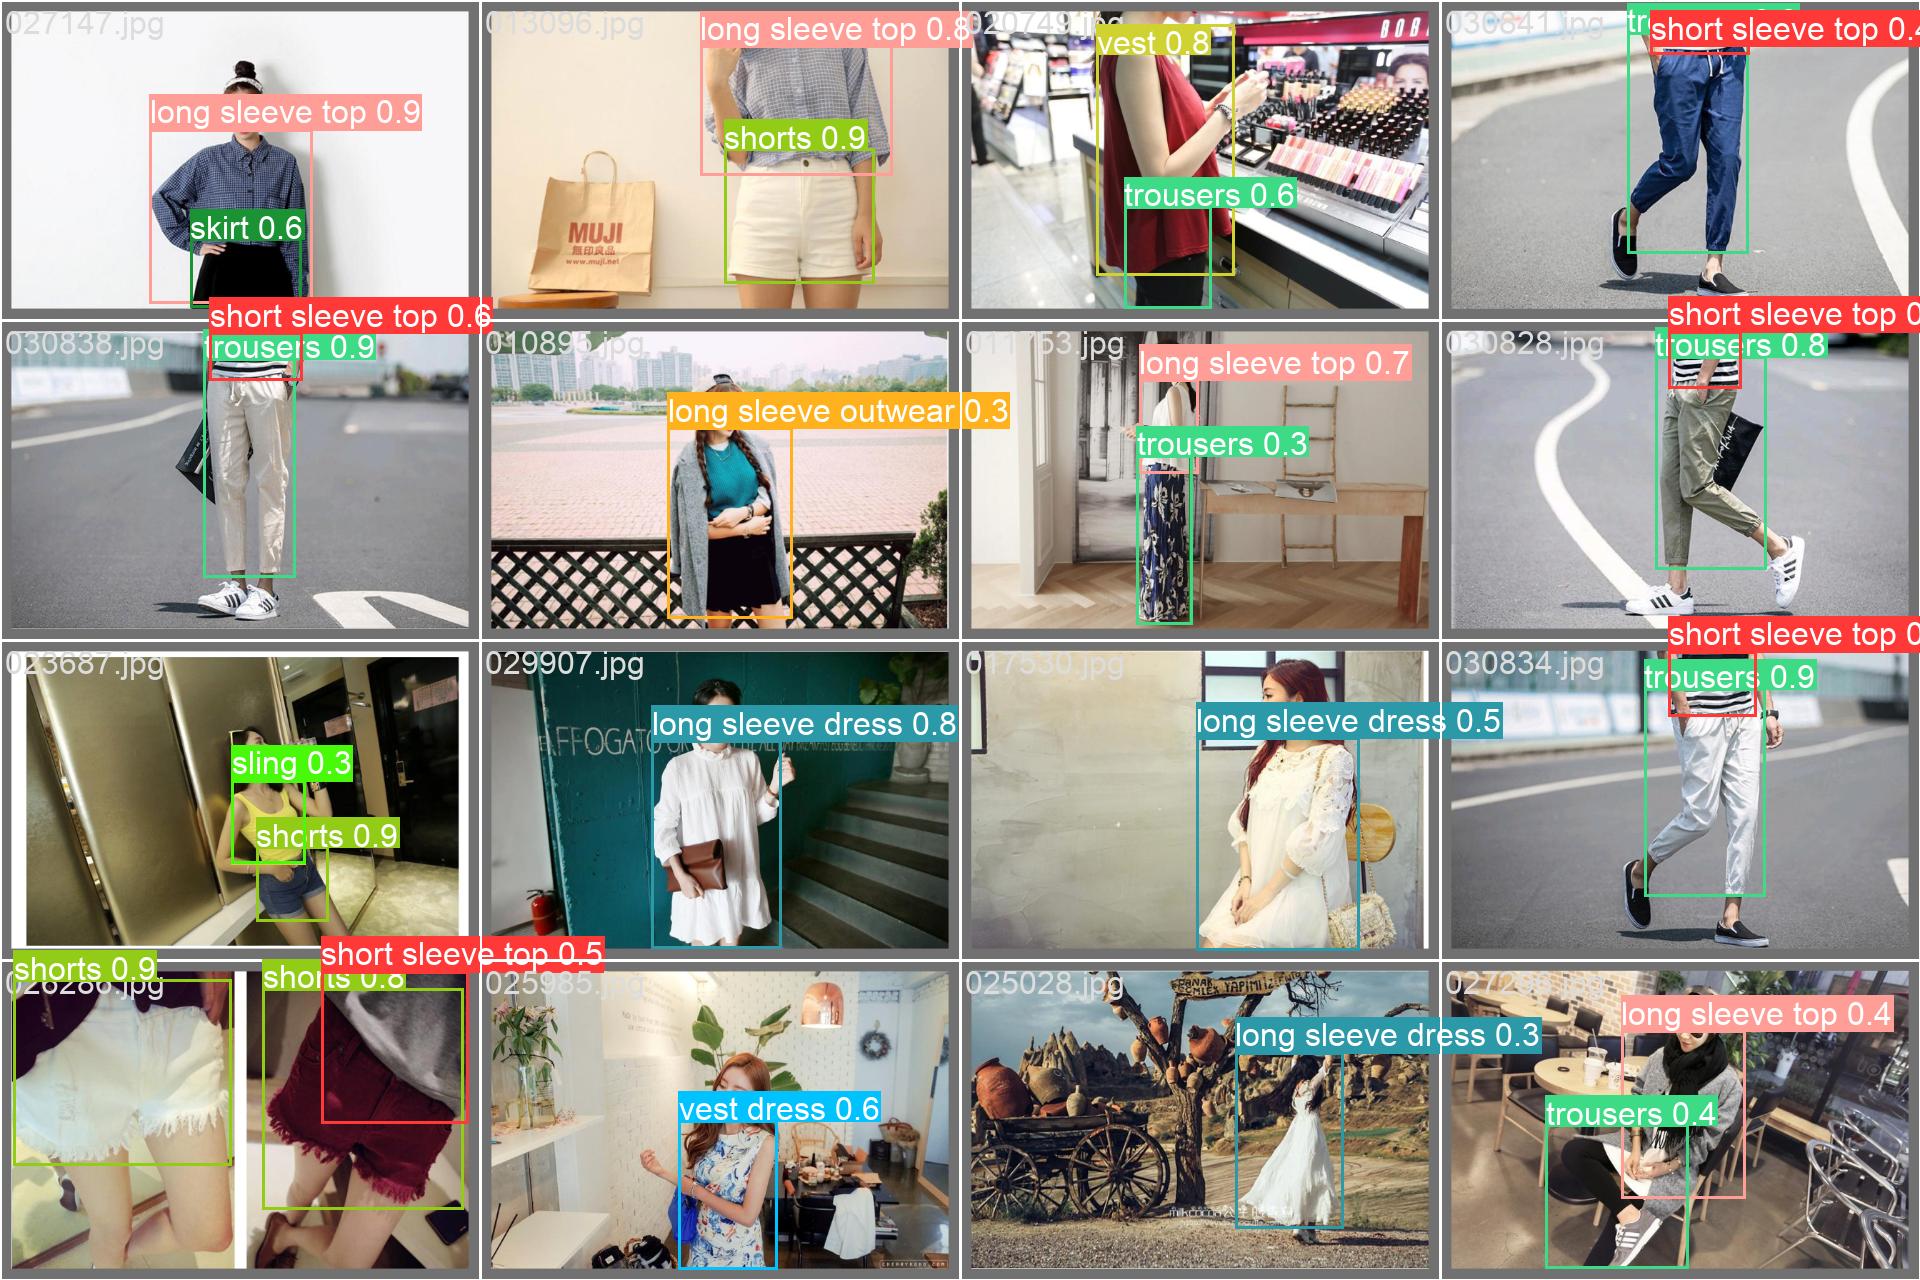 027147.jpg
long sleeve top 0.9
skirt 0.6
013096.jpg
long sleeve top 0.8
shorts 0.9
MUJI
無印良品
www.muji.net
020749.jpg
vest 0.8
trousers 0.6
BOB
030841.jpg
short sleeve top 0.4
030838.jpg
short sleeve top 0.6
trousers 0.9
010895.jpg
long sleeve outwear 0.3
011753.jpg
long sleeve top 0.7
trousers 0.3
030828.jpg
short sleeve top 0
trousers 0.8
023687.jpg
sling 0.3
shorts 0.9
029907.jpg
long sleeve dress 0.8
FFOGATO
017530.jpg
long sleeve dress 0.5
030834.jpg
short sleeve top 0
trousers 0.9
026286.jpg
shorts 0.9
shorts 0.8
short sleeve top 0.5
025985.jpg
vest dress 0.6
025028.jpg
long sleeve dress 0.3
YAPIMI
long sleeve top 0.4
trousers 0.4